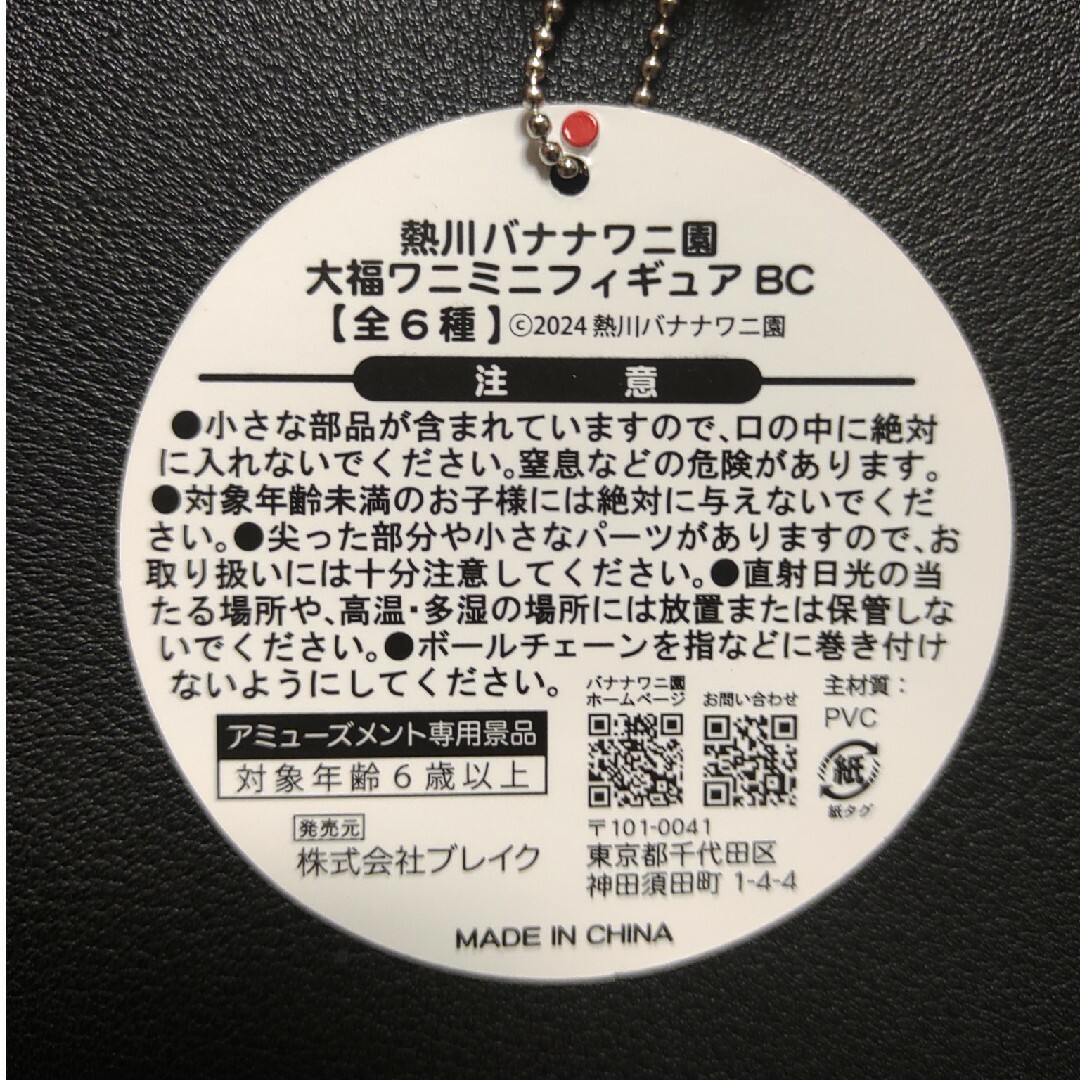 熱川バナナワニ園
大福ワニミニフィギュア BC
【全6種】©2024 熱川バナナワニ園
注意
●小さな部品が含まれていますので、口の中に絶対
に入れないでください。窒息などの危険があります。
●対象年齢未満のお子様には絶対に与えないでくだ
さい。●尖った部分や小さなパーツがありますので、お
取り扱いには十分注意してください。●直射日光の当
たる場所や、高温・多湿の場所には放置または保管しな
いでください。●ボールチェーンを指などに巻き付け
ないようにしてください。
バナナワニ園
ホームページ
お問い合わせ
主材質：
PVC
紙
紙タグ
アミューズメント専用景品
対象年齢6歳以上
発売元
株式会社ブレイク
〒101-0041
東京都千代田区
神田須田町 1-4-4
MADE IN CHINA